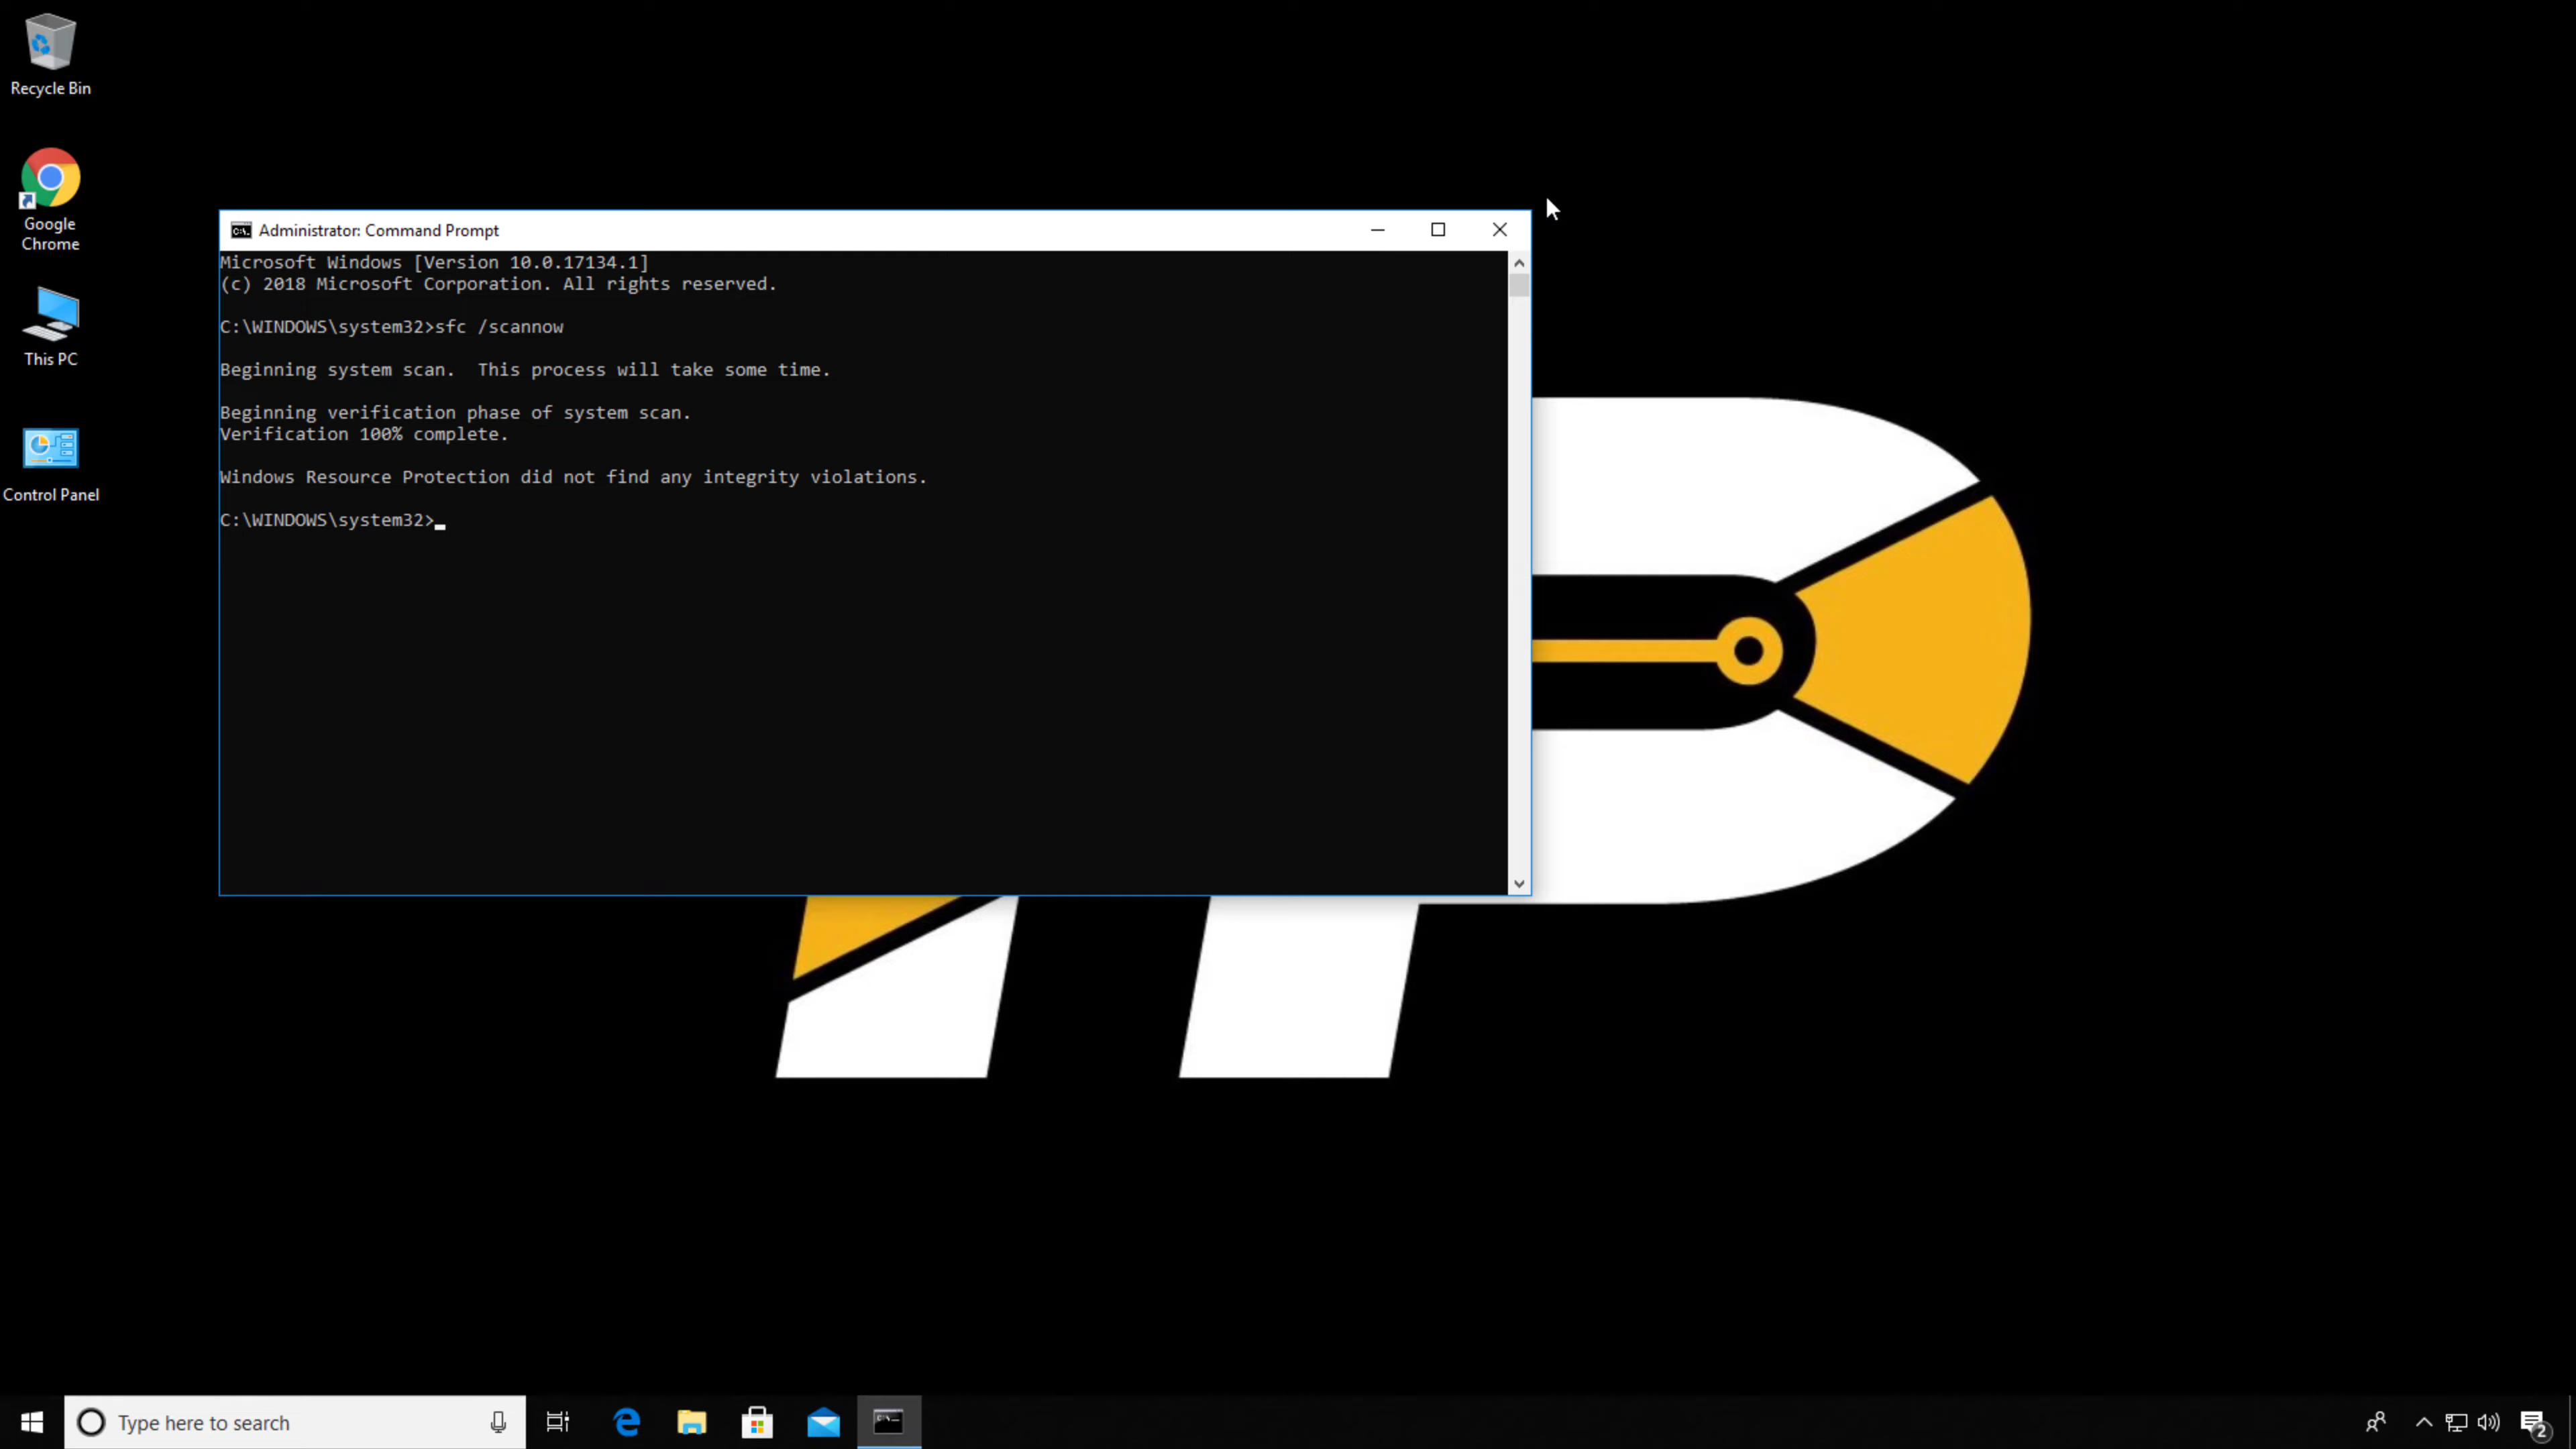 Recycle Bin
Google
Chrome
This PC
Control Panel
Administrator: Command Prompt
Microsoft Windows [Version 10.0.17134.1]
(c) 2018 Microsoft Corporation. All rights reserved.
C:\WINDOWS\system32>sfc /scannow
Beginning system scan.  This process will take some time.
Beginning verification phase of system scan.
Verification 100% complete.
Windows Resource Protection did not find any integrity violations.
C:\WINDOWS\system32>
Type here to search
2